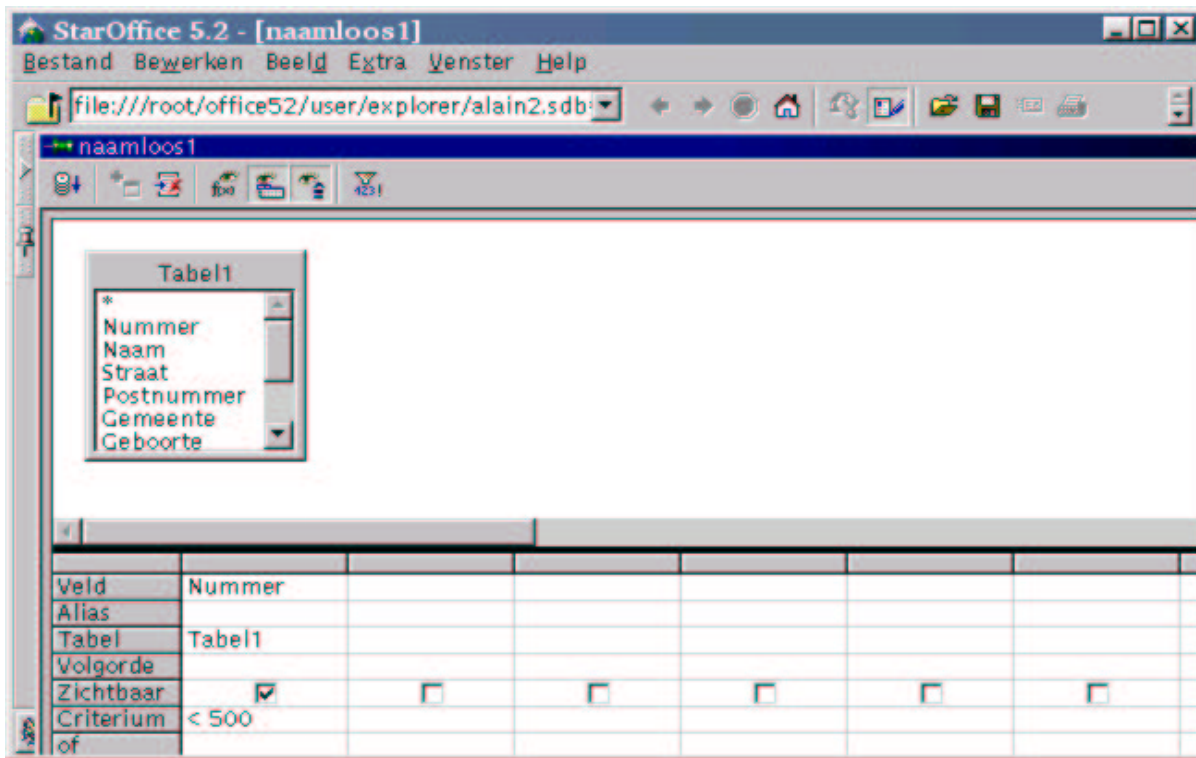 StarOffice 5.2 - [naamloos1]
Bestand Bewerken Beeld Extra Venster Help
file:///root/office52/user/explorer/alain2.sdb
naamloos1
f(x)
423!
Tabel1
*
Nummer
Naam
Straat
Postnummer
Gemeente
Geboorte
Veld Nummer
Alias
Tabel Tabel1
Volgorde
Zichtbaar
Criterium < 500
of